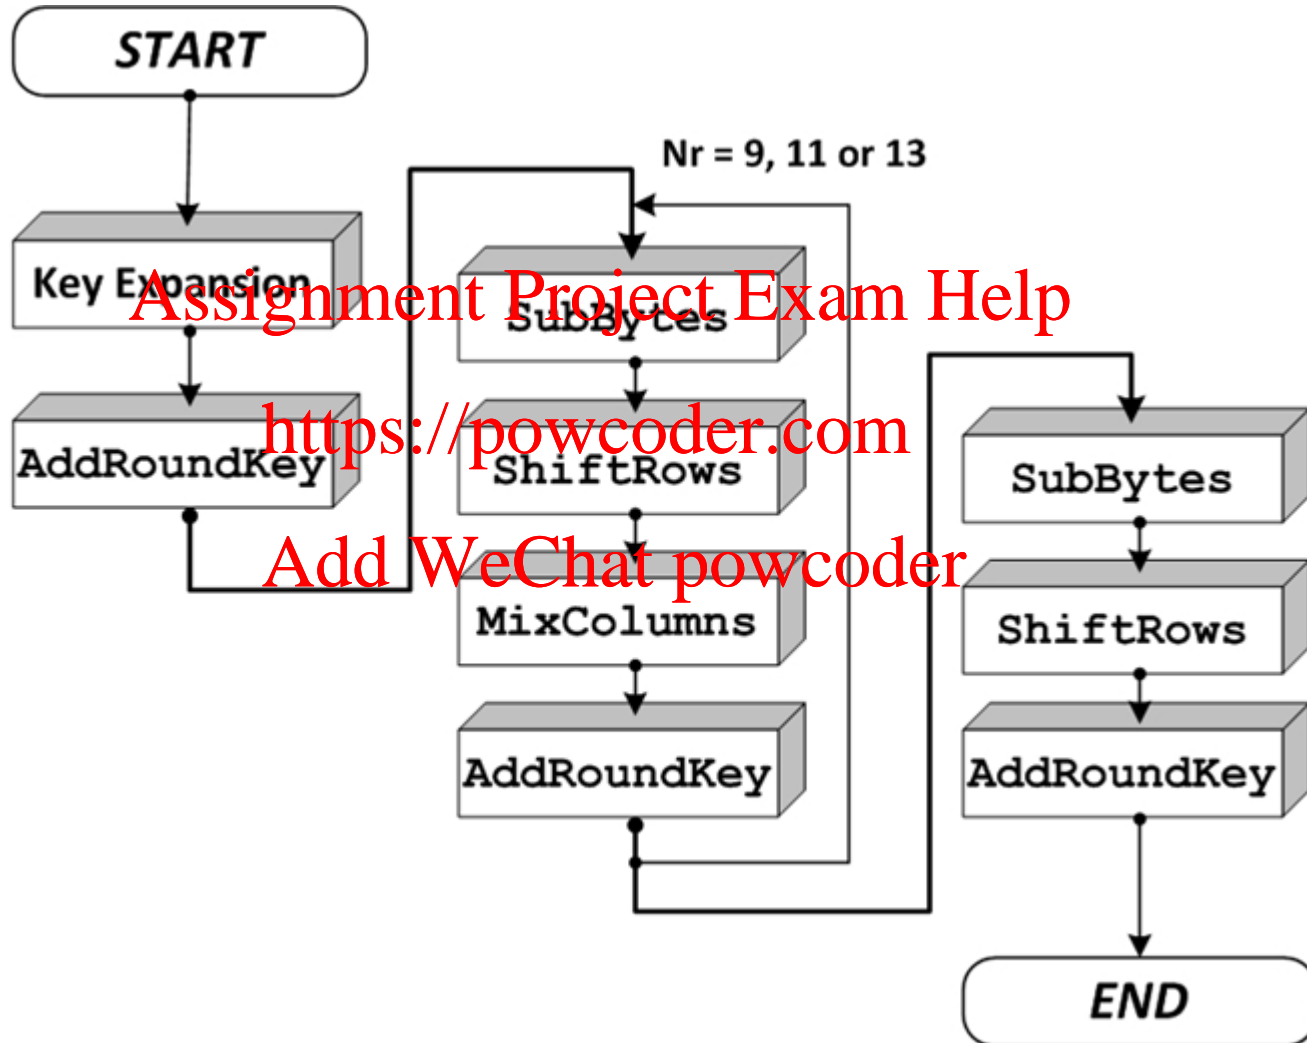 START
Key Expansion
AddRoundKey
Nr = 9, 11 or 13
SubBytes
ShiftRows
MixColumns
AddRoundKey
SubBytes
ShiftRows
AddRoundKey
END
Assignment Project Exam Help
https://powcoder.com
Add WeChat powcoder